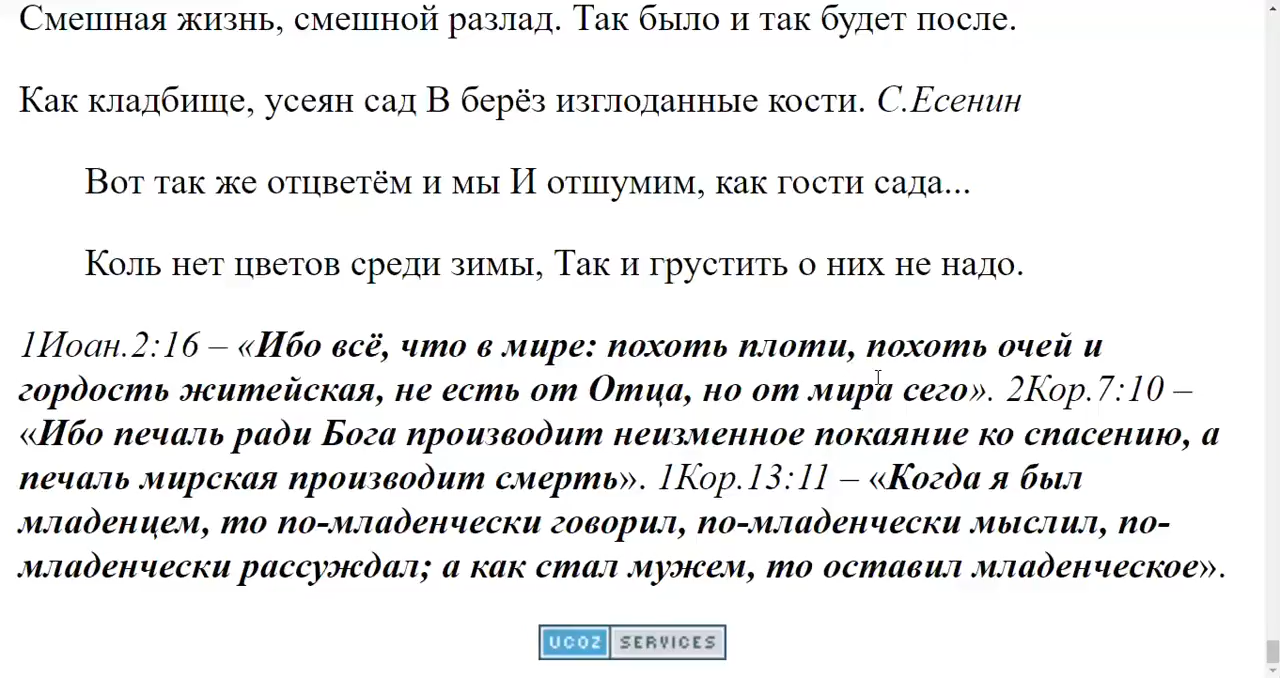 Смешная жизнь, смешной разлад. Так было и так будет после.
Как кладбище, усеян сад В берёз изглоданные кости. С.Есенин
Вот так же отцветём и мы И отшумим, как гости сада...
Коль нет цветов среди зимы, Так и грустить о них не надо.
1Иоан.2:16 – «Ибо всё, что в мире: похоть плоти, похоть очей и
гордость житейская, не есть от Отца, но от мира сего». 2Кор.7:10 –
«Ибо печаль ради Бога производит неизменное покаяние ко спасению, а
печаль мирская производит смерть». 1Кор.13:11 – «Когда я был
младенцем, то по-младенчески говорил, по-младенчески мыслил, по-
младенчески рассуждал; а как стал мужем, то оставил младенческое».
UCOZ SERVICES